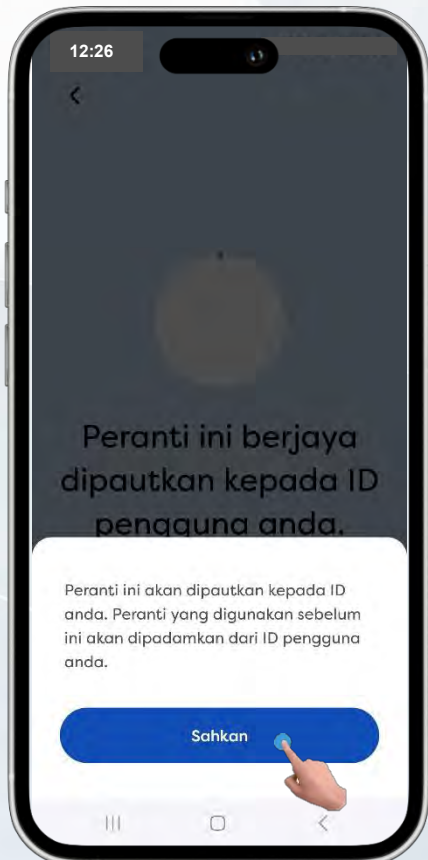 12:26
Peranti ini berjaya
dipautkan kepada ID
pengguna anda.
Peranti ini akan dipautkan kepada ID
anda. Peranti yang digunakan sebelum
ini akan dipadamkan dari ID pengguna
anda.
Sahkan